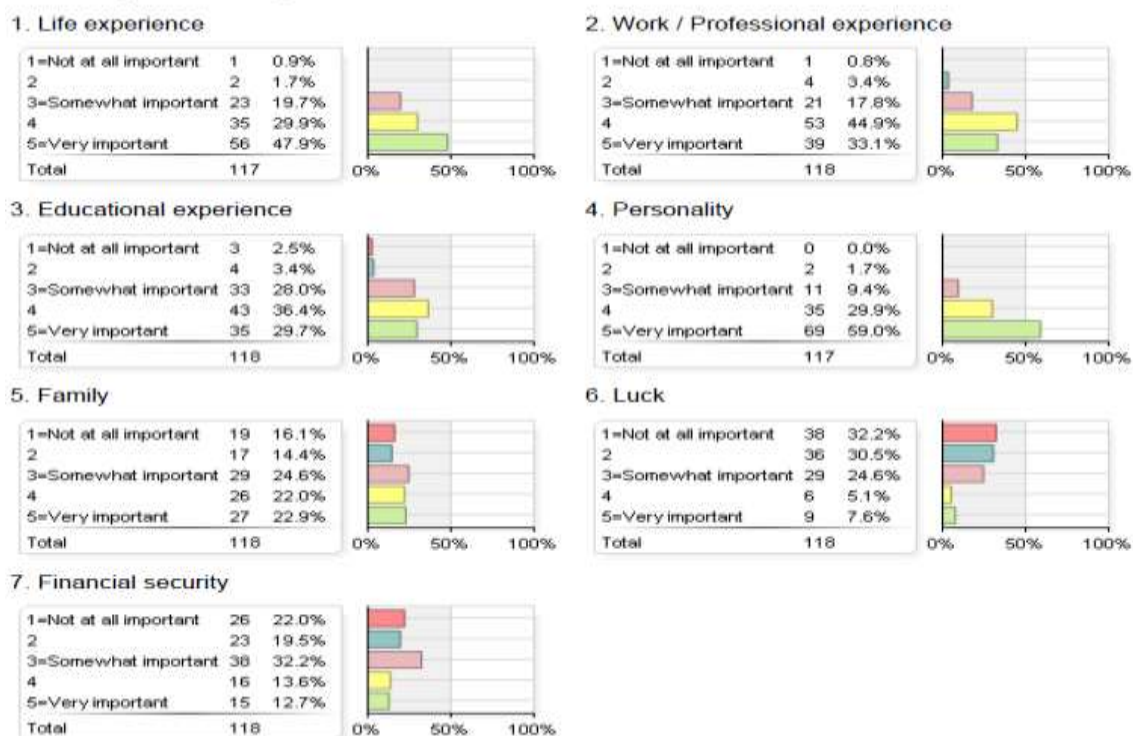 1. Life experience
1=Not at all important 1 0.9%
2 2 1.7%
3=Somewhat important 23 19.7%
4 35 29.9%
5=Very important 56 47.9%
Total 117
0% 50% 100%
2. Work / Professional experience
1=Not at all important 1 0.8%
2 4 3.4%
3=Somewhat important 21 17.8%
4 53 44.9%
5=Very important 39 33.1%
Total 118
0% 50% 100%
3. Educational experience
1=Not at all important 3 2.5%
2 4 3.4%
3=Somewhat important 33 28.0%
4 43 36.4%
5=Very important 35 29.7%
Total 118
0% 50% 100%
4. Personality
1=Not at all important 0 0.0%
2 2 1.7%
3=Somewhat important 11 9.4%
4 35 29.9%
5=Very important 69 59.0%
Total 117
0% 50% 100%
5. Family
1=Not at all important 19 16.1%
2 17 14.4%
3=Somewhat important 29 24.6%
4 26 22.0%
5=Very important 27 22.9%
Total 118
0% 50% 100%
6. Luck
1=Not at all important 38 32.2%
2 36 30.5%
3=Somewhat important 29 24.6%
4 6 5.1%
5=Very important 9 7.6%
Total 118
0% 50% 100%
7. Financial security
1=Not at all important 26 22.0%
2 23 19.5%
3=Somewhat important 38 32.2%
4 16 13.6%
5=Very important 15 12.7%
Total 118
0% 50% 100%